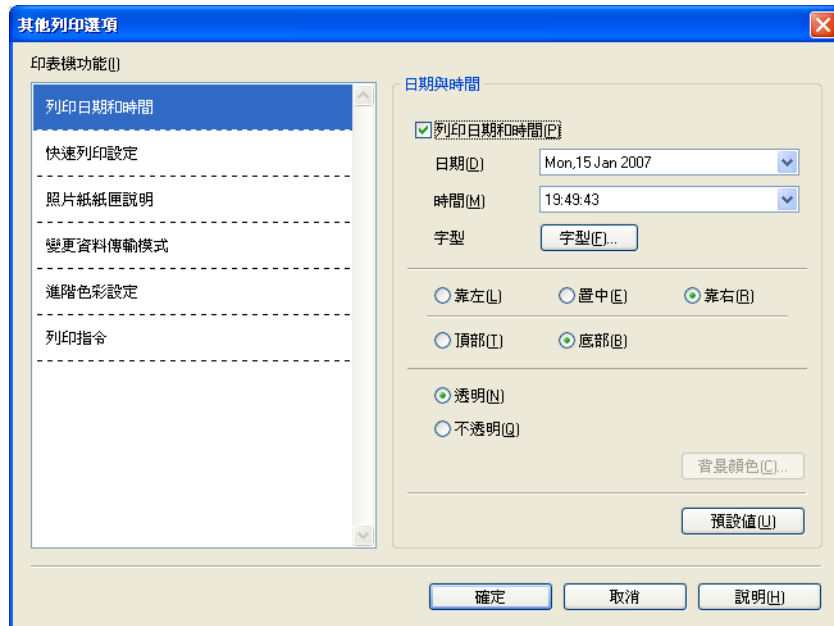 其他列印選項
印表機功能(I)
列印日期和時間
快速列印設定
照片紙紙匣說明
變更資料傳輸模式
進階色彩設定
列印指令
日期與時間
列印日期和時間(P)
日期(D) Mon,15 Jan 2007
時間(M) 19:49:43
字型 字型(F)...
靠左(L) 置中(E) 靠右(R)
頂部(T) 底部(B)
透明(N)
不透明(Q)
背景顏色(C)...
預設值(U)
確定 取消 說明(H)